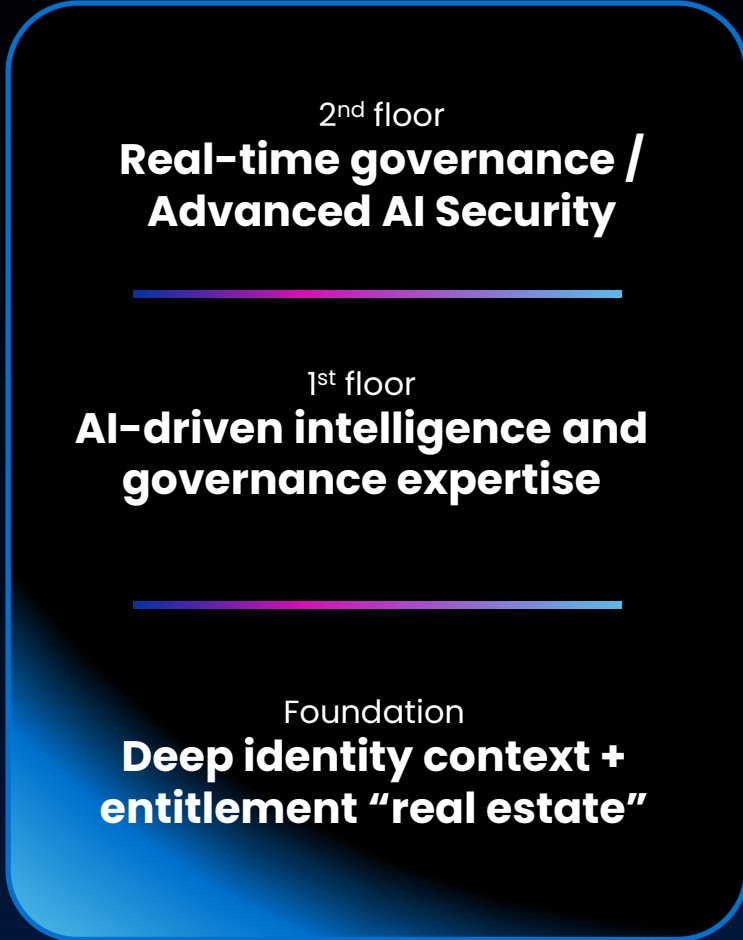 2nd floor
Real-time governance /
Advanced AI Security
1st floor
AI-driven intelligence and
governance expertise
Foundation
Deep identity context +
entitlement “real estate”